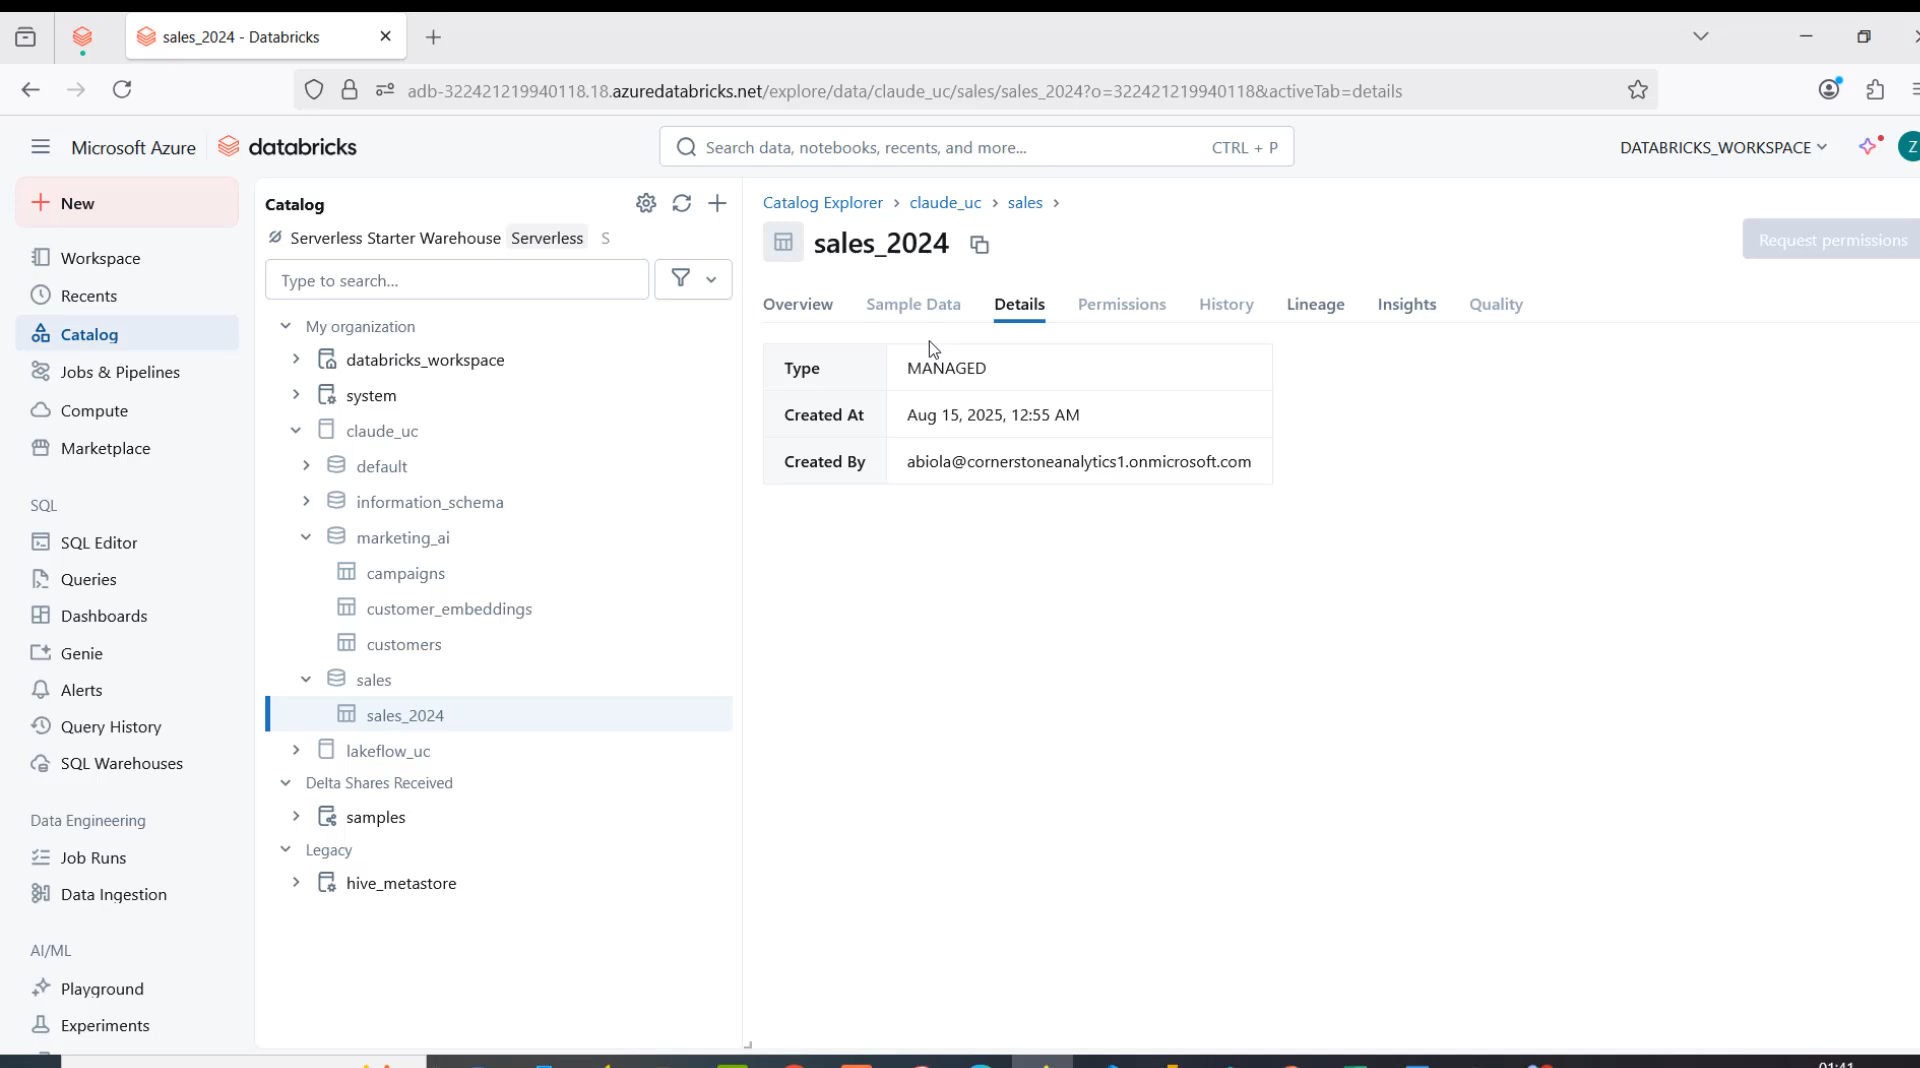 sales_2024 - Databricks
adb-322421219940118.18.azuredatabricks.net/explore/data/claude_uc/sales/sales_2024?o=322421219940118&activeTab=details
Microsoft Azure
databricks
Search data, notebooks, recents, and more...
CTRL + P
DATABRICKS_WORKSPACE
Z
New
Workspace
Recents
Catalog
Jobs & Pipelines
Compute
Marketplace
SQL
SQL Editor
Queries
Dashboards
Genie
Alerts
Query History
SQL Warehouses
Data Engineering
Job Runs
Data Ingestion
AI/ML
Playground
Experiments
Catalog
Serverless Starter Warehouse Serverless S
Type to search...
My organization
databricks_workspace
system
claude_uc
default
information_schema
marketing_ai
campaigns
customer_embeddings
customers
sales
sales_2024
lakeflow_uc
Delta Shares Received
samples
Legacy
hive_metastore
Catalog Explorer > claude_uc > sales >
sales_2024
Request permissions
Overview Sample Data Details Permissions History Lineage Insights Quality
Type MANAGED
Created At Aug 15, 2025, 12:55 AM
Created By abiola@cornerstoneanalytics1.onmicrosoft.com